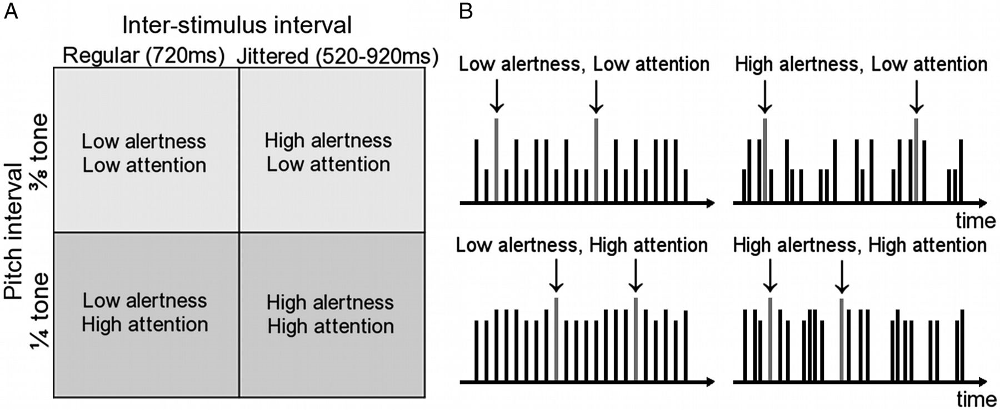 A
Inter-stimulus interval
Regular (720ms) Jittered (520-920ms)
Pitch interval
⅜ tone
¼ tone
Low alertness
Low attention
High alertness
Low attention
Low alertness
High attention
High alertness
High attention
B
Low alertness, Low attention
High alertness, Low attention
time
Low alertness, High attention
High alertness, High attention
time